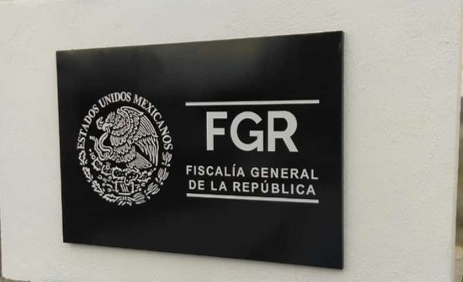 ESTADOS UNIDOS MEXICANOS
FGR
FISCALÍA GENERAL
DE LA REPÚBLICA